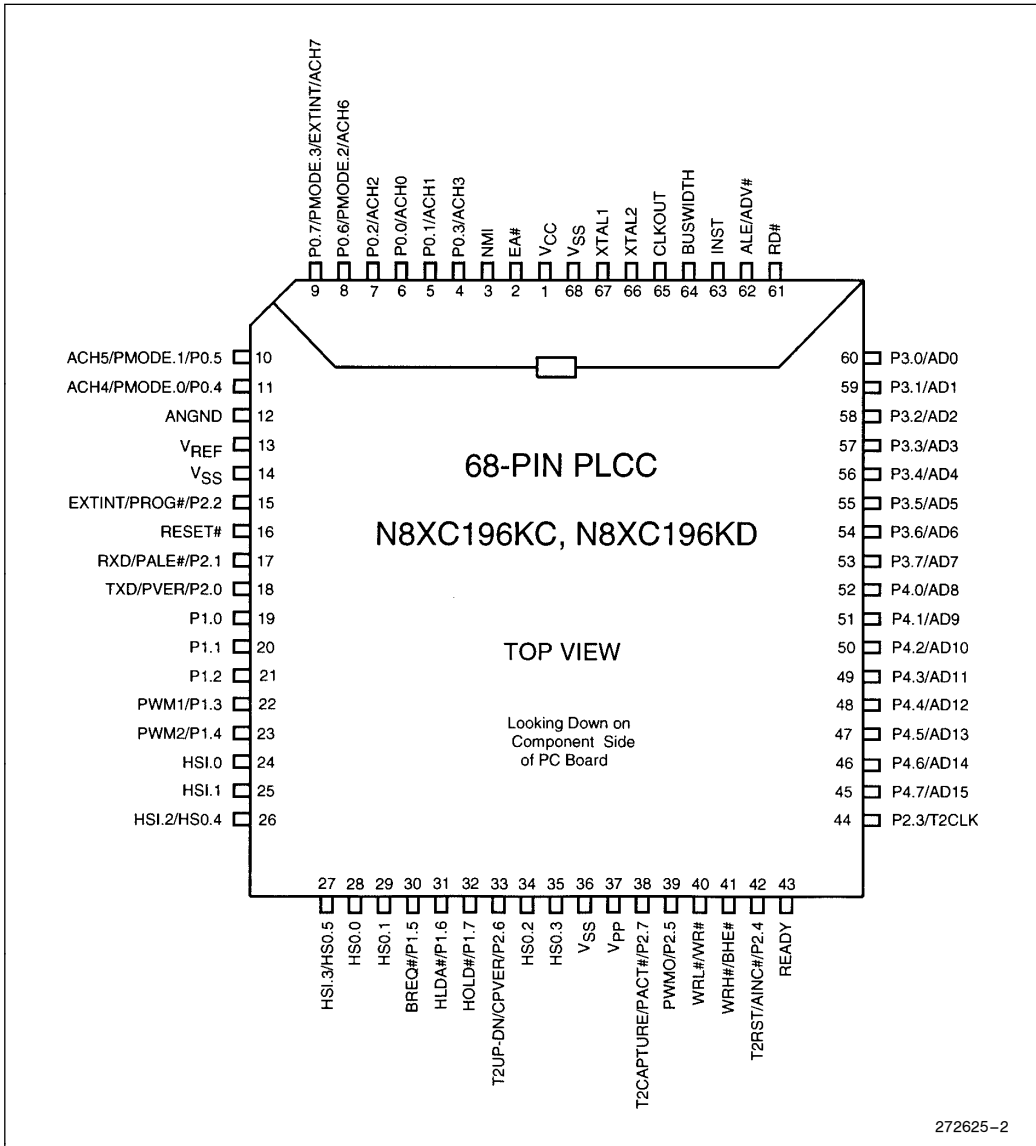 P0.7/PMODE.3/EXTINT/ACH7
P0.6/PMODE.2/ACH6
P0.2/ACH2
P0.0/ACH0
P0.1/ACH1
P0.3/ACH3
NMI
EA#
VCC
VSS
XTAL1
XTAL2
CLKOUT
BUSWIDTH
INST
ALE/ADV#
RD#
9 8 7 6 5 4 3 2 1 68 67 66 65 64 63 62 61
ACH5/PMODE.1/P0.5 10
ACH4/PMODE.0/P0.4 11
ANGND 12
VREF 13
VSS 14
EXTINT/PROG#/P2.2 15
RESET# 16
RXD/PALE#/P2.1 17
TXD/PVER/P2.0 18
P1.0 19
P1.1 20
P1.2 21
PWM1/P1.3 22
PWM2/P1.4 23
HSI.0 24
HSI.1 25
HSI.2/HS0.4 26
68-PIN PLCC
N8XC196KC, N8XC196KD
TOP VIEW
Looking Down on
Component Side
of PC Board
60 P3.0/AD0
59 P3.1/AD1
58 P3.2/AD2
57 P3.3/AD3
56 P3.4/AD4
55 P3.5/AD5
54 P3.6/AD6
53 P3.7/AD7
52 P4.0/AD8
51 P4.1/AD9
50 P4.2/AD10
49 P4.3/AD11
48 P4.4/AD12
47 P4.5/AD13
46 P4.6/AD14
45 P4.7/AD15
44 P2.3/T2CLK
27 28 29 30 31 32 33 34 35 36 37 38 39 40 41 42 43
HSI.3/HS0.5
HS0.0
HS0.1
BREQ#/P1.5
HLDA#/P1.6
HOLD#/P1.7
T2UP-DN/CPVER/P2.6
HS0.2
HS0.3
VSS
VPP
T2CAPTURE/PACT#/P2.7
PWMO/P2.5
WRL#/WR#
WRH#/BHE#
T2RST/AINC#/P2.4
READY
272625-2